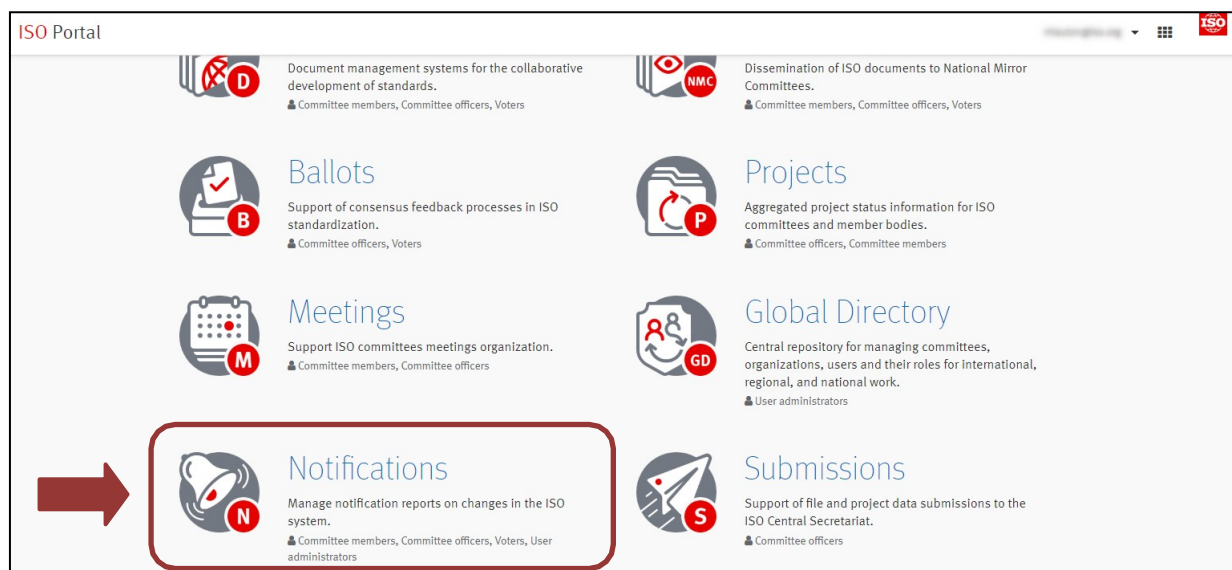 ISO Portal
ISO
D
Document management systems for the collaborative
development of standards.
Committee members, Committee officers, Voters
NMC
Dissemination of ISO documents to National Mirror
Committees.
Committee members, Committee officers, Voters
B
Ballots
Support of consensus feedback processes in ISO
standardization.
Committee officers, Voters
P
Projects
Aggregated project status information for ISO
committees and member bodies.
Committee officers, Committee members
M
Meetings
Support ISO committees meetings organization.
Committee members, Committee officers
GD
Global Directory
Central repository for managing committees,
organizations, users and their roles for international,
regional, and national work.
User administrators
N
Notifications
Manage notification reports on changes in the ISO
system.
Committee members, Committee officers, Voters, User
administrators
S
Submissions
Support of file and project data submissions to the
ISO Central Secretariat.
Committee officers